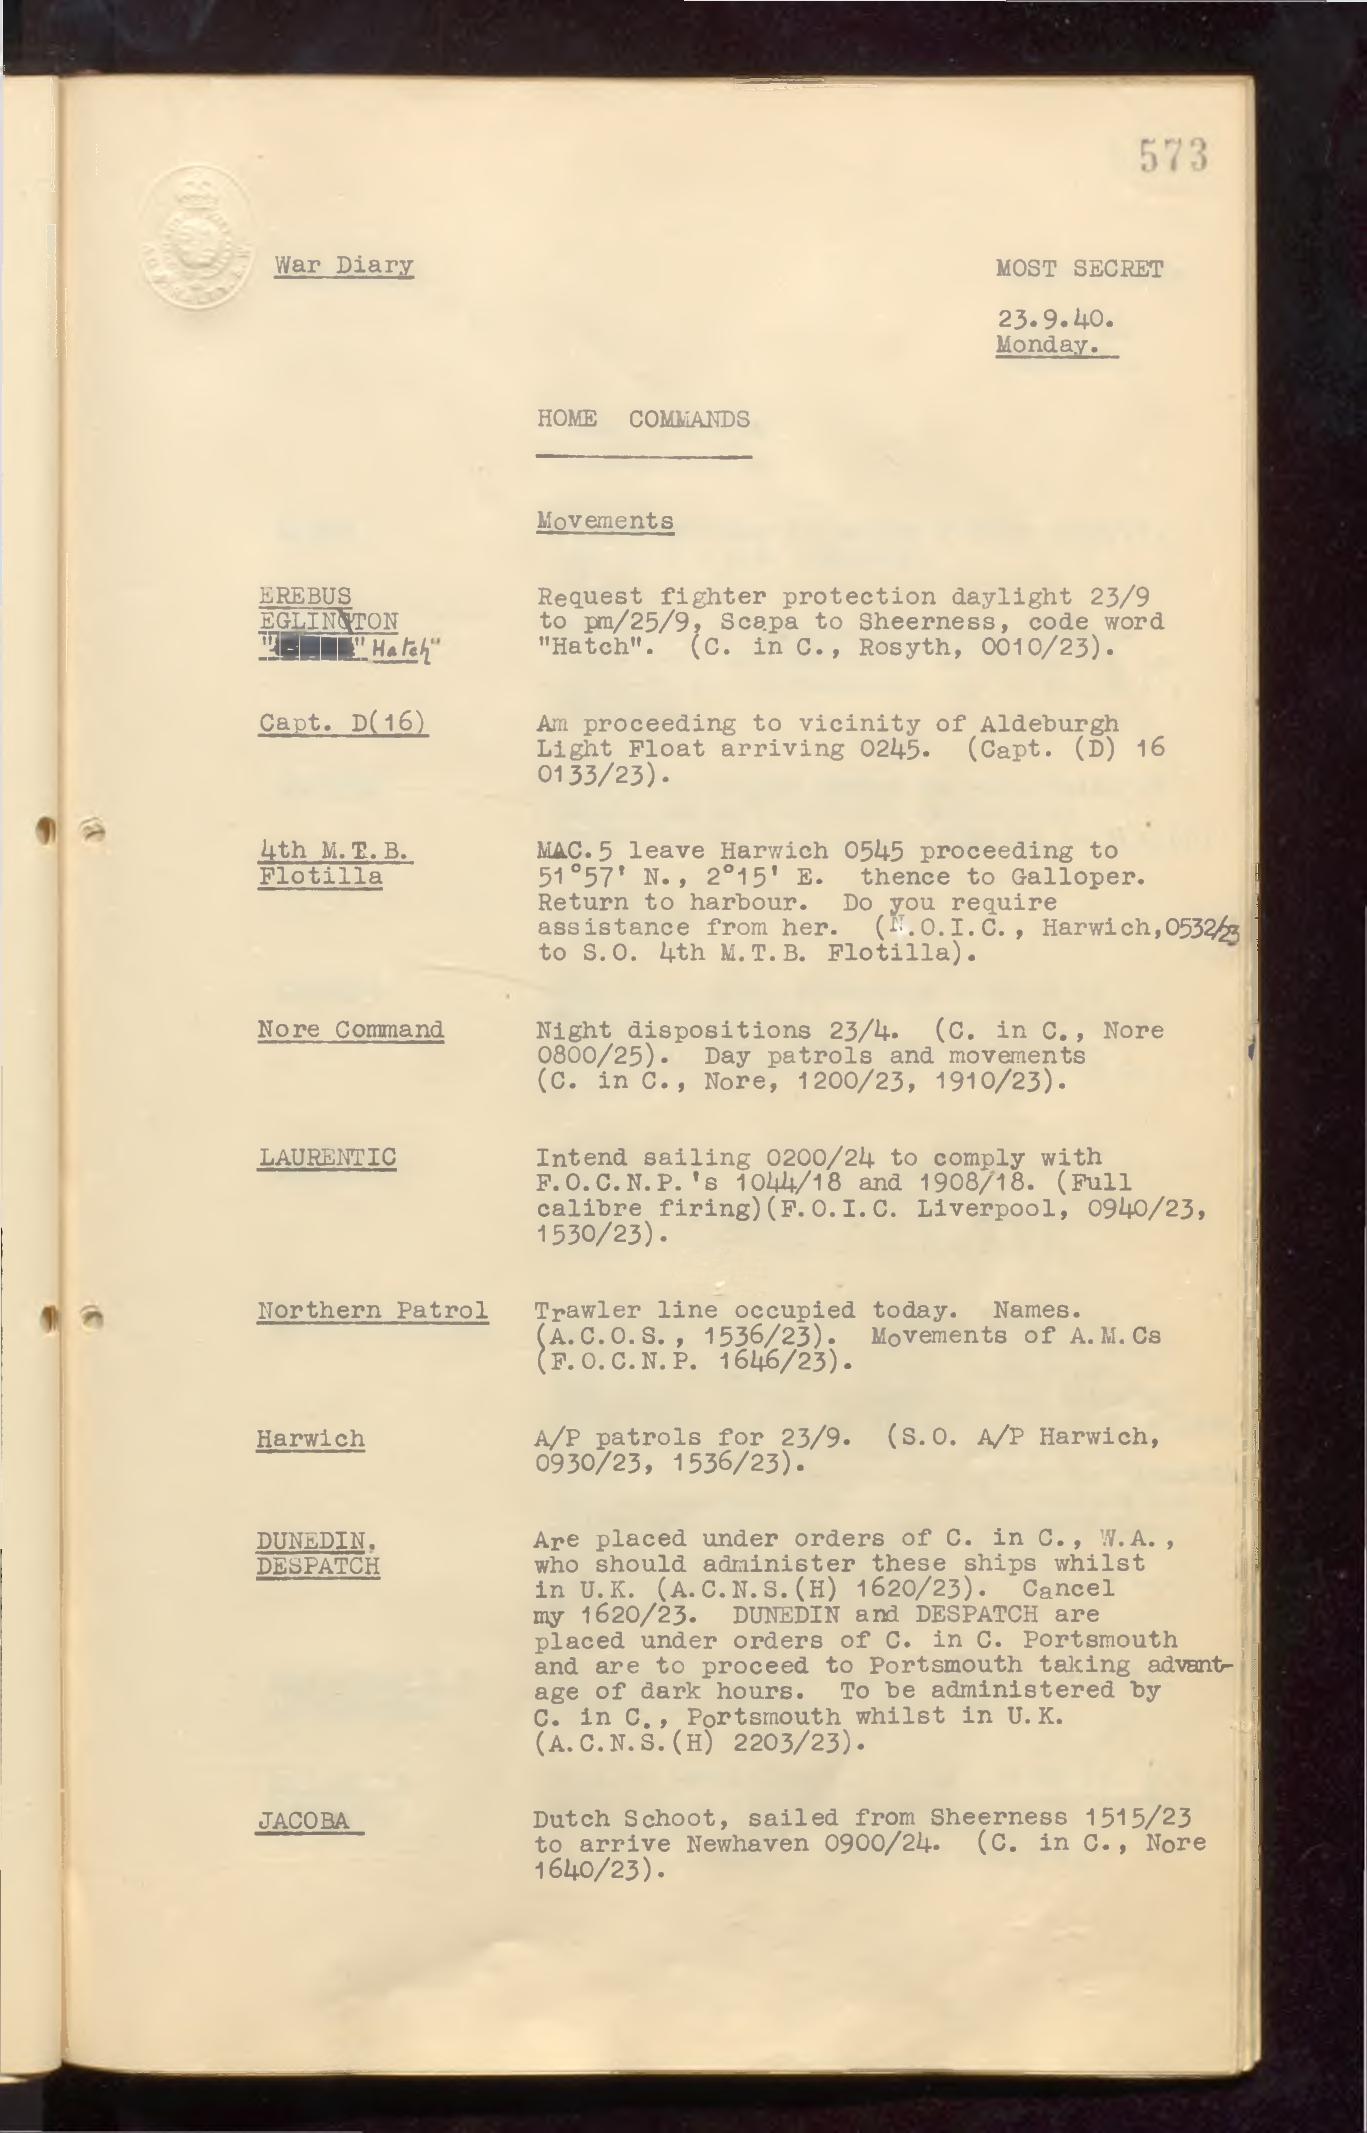 573
War Diary
MOST SECRET
23.9.40.
Monday.
HOME COMMANDS
Movements
EREBUS
EGLINTON
"Hatch"
Request fighter protection daylight 23/9
to pm/25/9, Scapa to Sheerness, code word
"Hatch". (C. in C., Rosyth, 0010/23).
Capt. D(16)
Am proceeding to vicinity of Aldeburgh
Light Float arriving 0245. (Capt. (D) 16
0133/23).
4th M.T.B.
Flotilla
MAC.5 leave Harwich 0545 proceeding to
51°57' N., 2°15' E. thence to Galloper.
Return to harbour. Do you require
assistance from her. (N.O.I.C., Harwich,0532/23
to S.O. 4th M.T.B. Flotilla).
Nore Command
Night dispositions 23/4. (C. in C., Nore
0800/25). Day patrols and movements
(C. in C., Nore, 1200/23, 1910/23).
LAURENTIC
Intend sailing 0200/24 to comply with
F.O.C.N.P.'s 1044/18 and 1908/18. (Full
calibre firing)(F.O.I.C. Liverpool, 0940/23,
1530/23).
Northern Patrol
Trawler line occupied today. Names.
(A.C.O.S., 1536/23). Movements of A.M.Cs
(F.O.C.N.P. 1646/23).
Harwich
A/P patrols for 23/9. (S.O. A/P Harwich,
0930/23, 1536/23).
DUNEDIN,
DESPATCH
Are placed under orders of C. in C., W.A.,
who should administer these ships whilst
in U.K. (A.C.N.S.(H) 1620/23). Cancel
my 1620/23. DUNEDIN and DESPATCH are
placed under orders of C. in C. Portsmouth
and are to proceed to Portsmouth taking advant-
age of dark hours. To be administered by
C. in C., Portsmouth whilst in U.K.
(A.C.N.S.(H) 2203/23).
JACOBA
Dutch Schoot, sailed from Sheerness 1515/23
to arrive Newhaven 0900/24. (C. in C., Nore
1640/23).